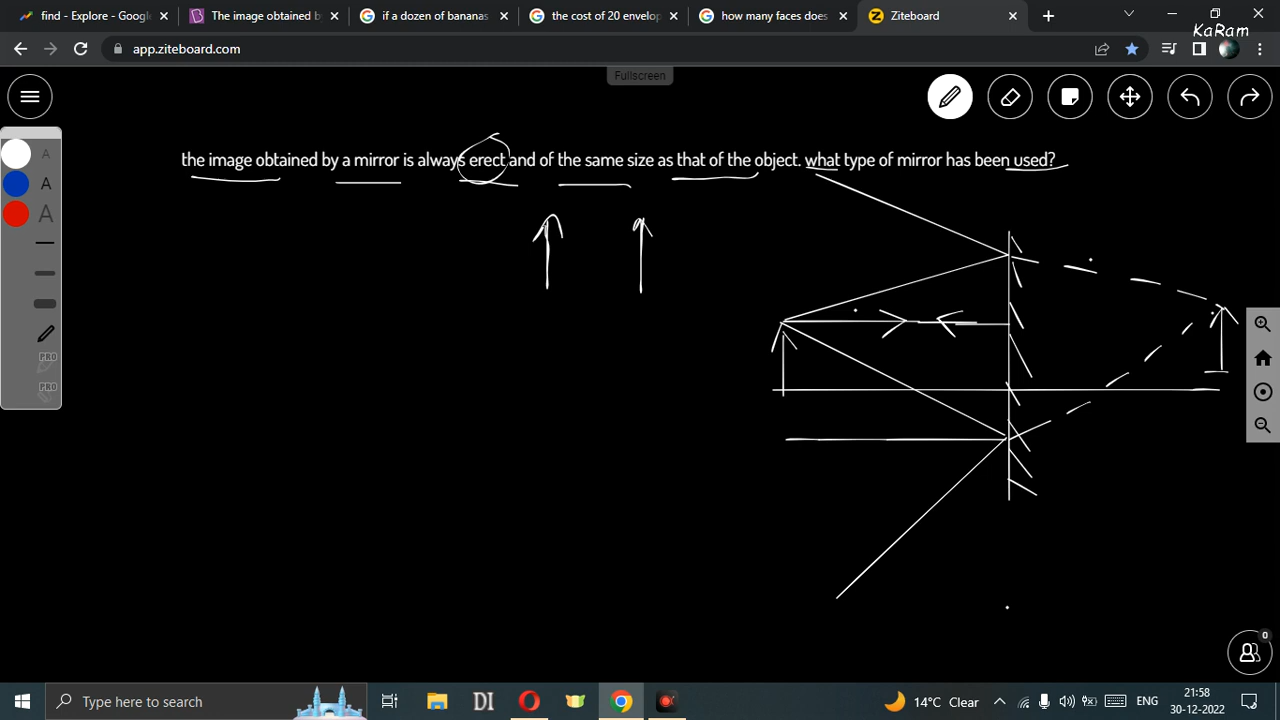 find - Explore - Google
The image obtained b
if a dozen of bananas
the cost of 20 envelop
how many faces does
Ziteboard
KaRam
app.ziteboard.com
Fullscreen
the image obtained by a mirror is always erect and of the same size as that of the object. what type of mirror has been used?
A
A
A
PRO
PRO
0
Type here to search
DI
14°C Clear
ENG
21:58
30-12-2022